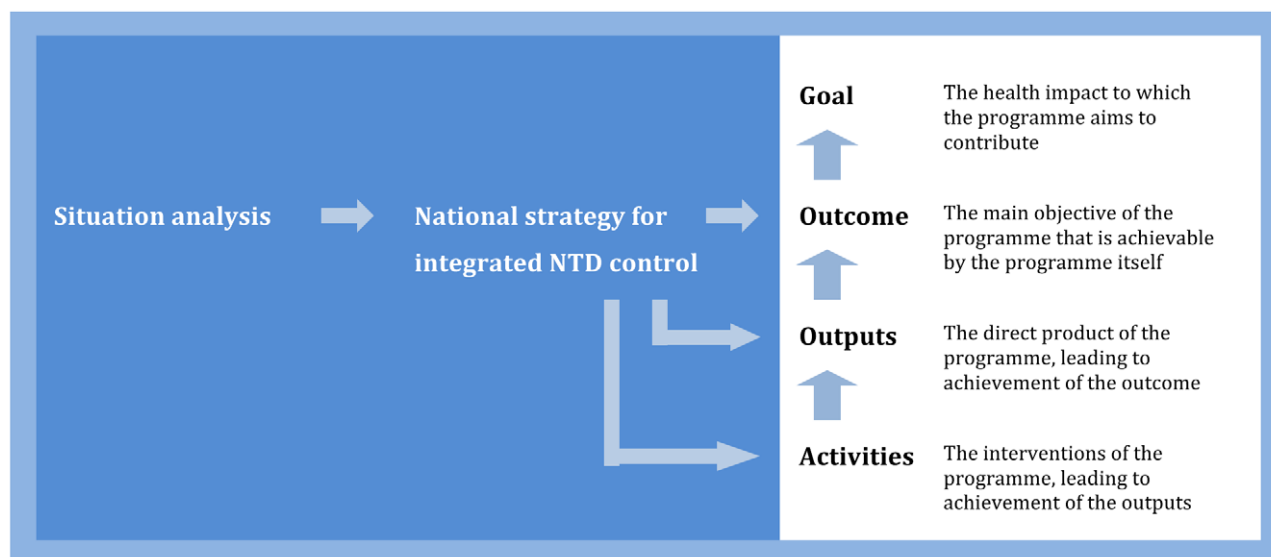 Situation analysis
National strategy for
integrated NTD control
Goal
The health impact to which
the programme aims to
contribute
Outcome
The main objective of the
programme that is achievable
by the programme itself
Outputs
The direct product of the
programme, leading to
achievement of the outcome
Activities
The interventions of the
programme, leading to
achievement of the outputs